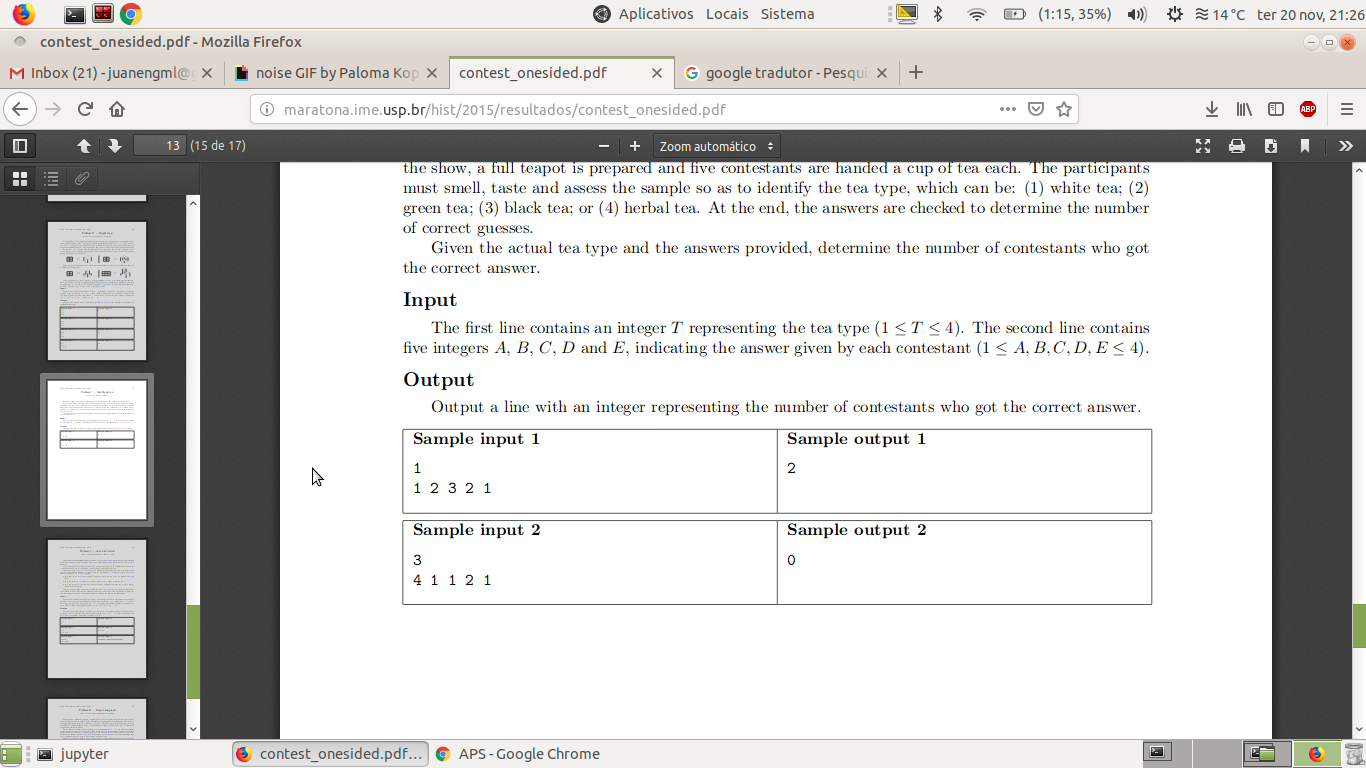 Aplicativos Locais Sistema (1:15, 35%) 14 °C ter 20 nov, 21:26
contest_onesided.pdf - Mozilla Firefox
Inbox (21) - juanengml@ noise GIF by Paloma Kop contest_onesided.pdf google tradutor - Pesqui
maratona.ime.usp.br/hist/2015/resultados/contest_onesided.pdf ABP
13 (15 de 17) Zoom automático
the show, a full teapot is prepared and five contestants are handed a cup of tea each. The participants
must smell, taste and assess the sample so as to identify the tea type, which can be: (1) white tea; (2)
green tea; (3) black tea; or (4) herbal tea. At the end, the answers are checked to determine the number
of correct guesses.
Given the actual tea type and the answers provided, determine the number of contestants who got
the correct answer.
Input
The first line contains an integer T representing the tea type (1 ≤ T ≤ 4). The second line contains
five integers A, B, C, D and E, indicating the answer given by each contestant (1 ≤ A, B, C, D, E ≤ 4).
Output
Output a line with an integer representing the number of contestants who got the correct answer.
Sample input 1 Sample output 1
1 2
1 2 3 2 1
Sample input 2 Sample output 2
3 0
4 1 1 2 1
jupyter contest_onesided.pdf... APS - Google Chrome